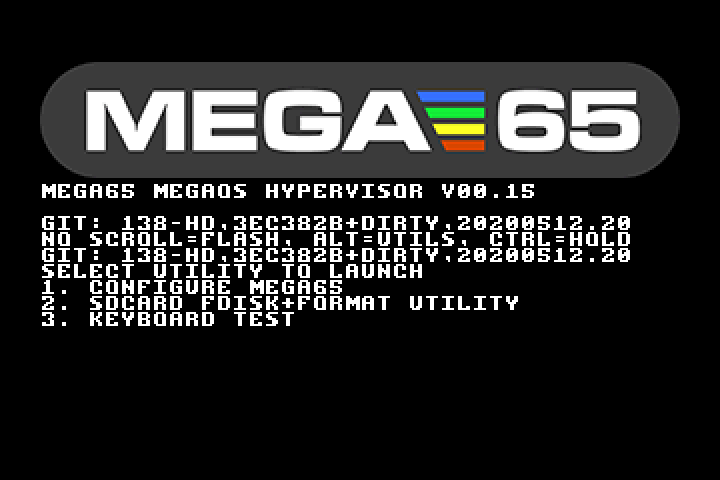 MEGA65
MEGA65 MEGAOS HYPERVISOR V00.15
GIT: 138-HD,3EC382B+DIRTY,20200512.20
NO SCROLL=FLASH, ALT=UTILS, CTRL=HOLD
GIT: 138-HD,3EC382B+DIRTY,20200512.20
SELECT UTILITY TO LAUNCH
1. CONFIGURE MEGA65
2. SDCARD FDISK+FORMAT UTILITY
3. KEYBOARD TEST